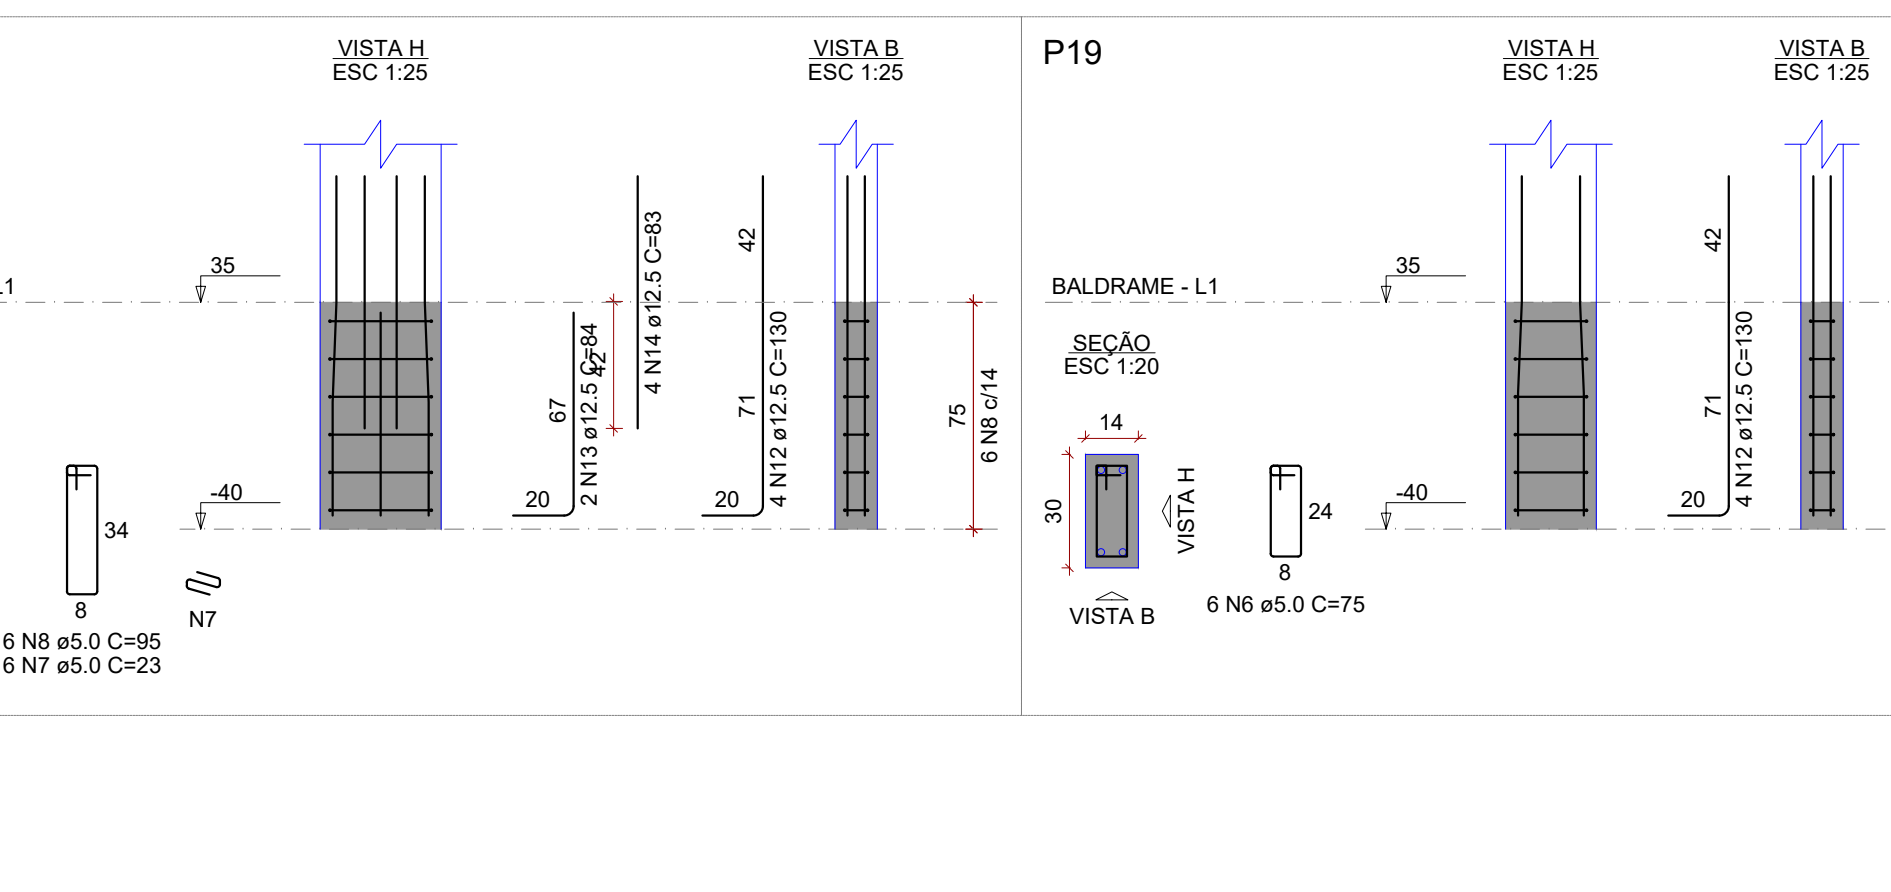 VISTA H
ESC 1:25
VISTA B
ESC 1:25
35
L1
-40
34
8
6 N8 ø5.0 C=95
6 N7 ø5.0 C=23
N7
67
20
2 N13 ø12.5 C=84
42
4 N14 ø12.5 C=83
42
71
20
4 N12 ø12.5 C=130
75
6 N8 c/14
P19
VISTA H
ESC 1:25
VISTA B
ESC 1:25
BALDRAME - L1
35
-40
SEÇÃO
ESC 1:20
14
30
VISTA H
VISTA B
24
8
6 N6 ø5.0 C=75
42
71
20
4 N12 ø12.5 C=130